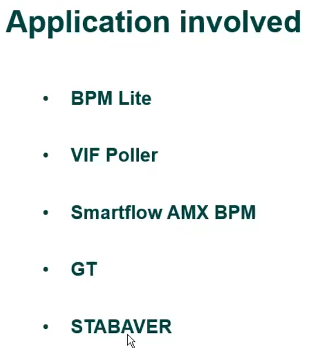 Application involved
• BPM Lite
• VIF Poller
• Smartflow AMX BPM
• GT
• STABAVER